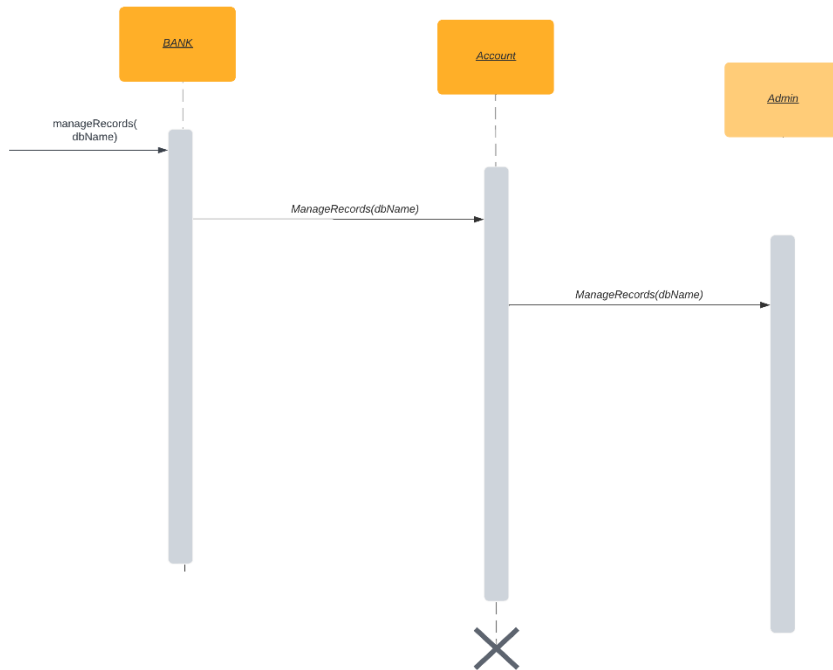 BANK
Account
Admin
manageRecords(
dbName)
ManageRecords(dbName)
ManageRecords(dbName)